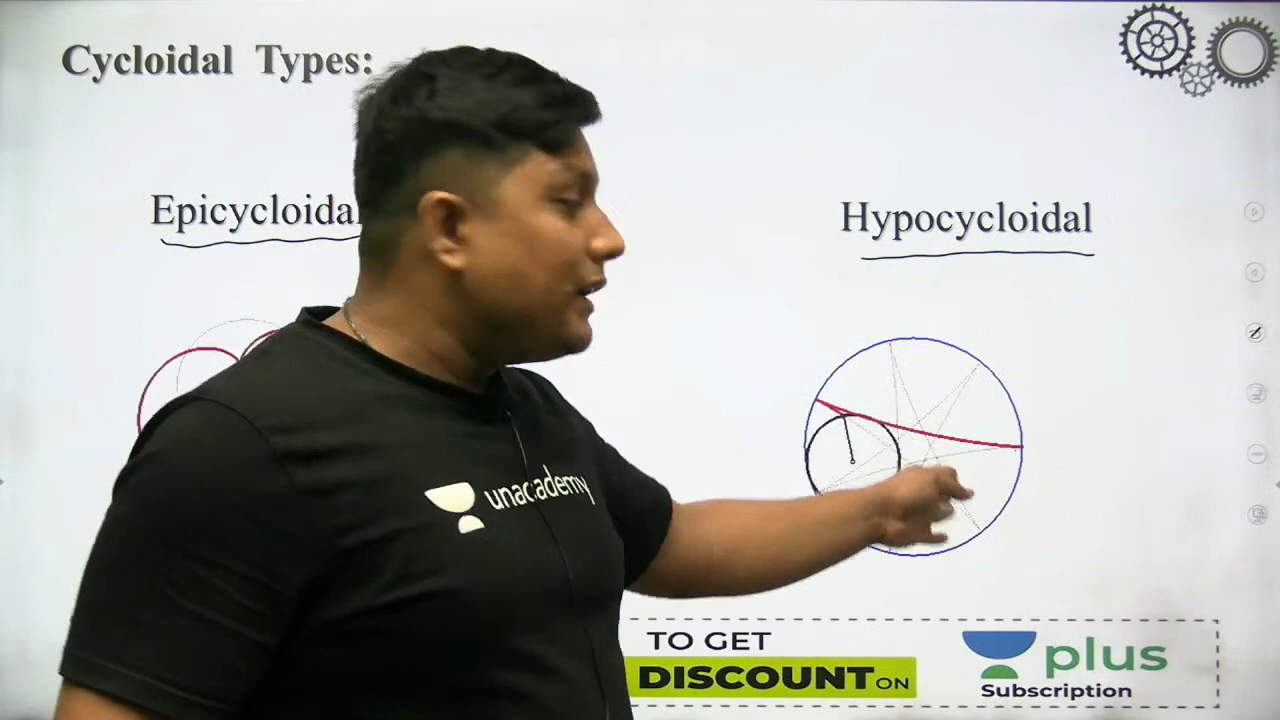 Cycloidal Types:
Epicycloidal
Hypocycloidal
unacademy
TO GET
DISCOUNT ON
plus
Subscription